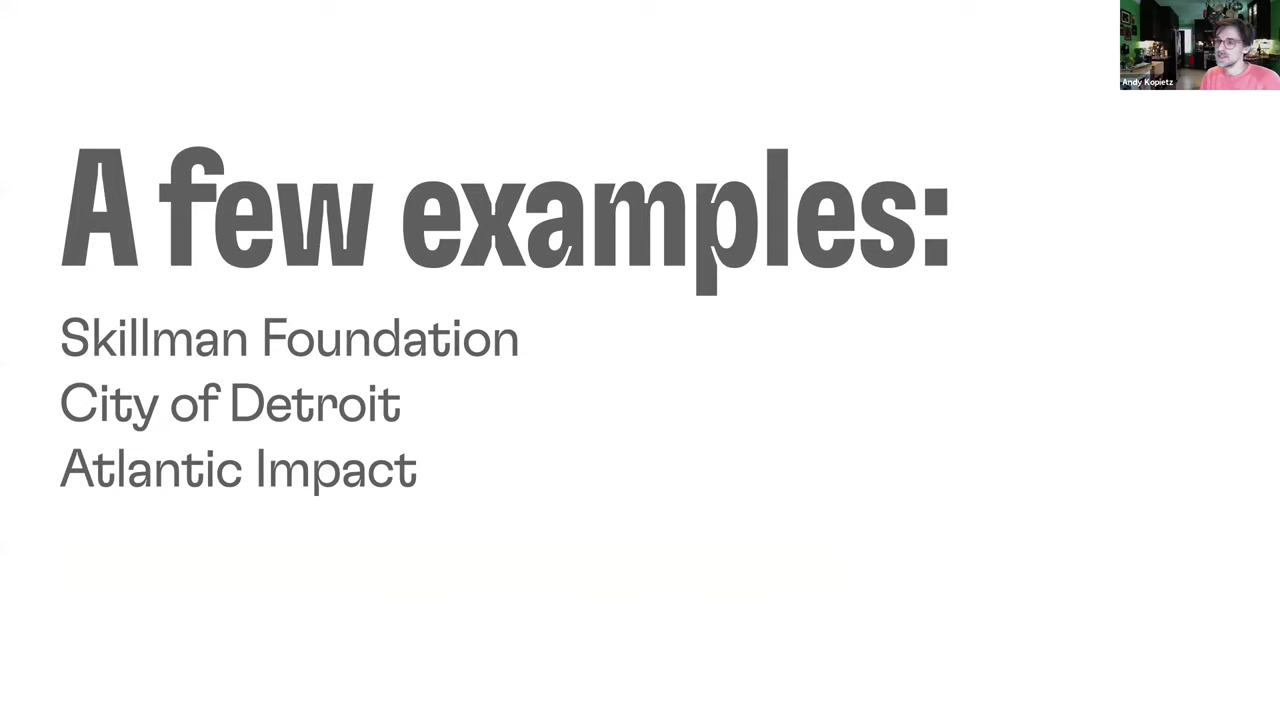 Andy Kopietz
A few examples:
Skillman Foundation
City of Detroit
Atlantic Impact